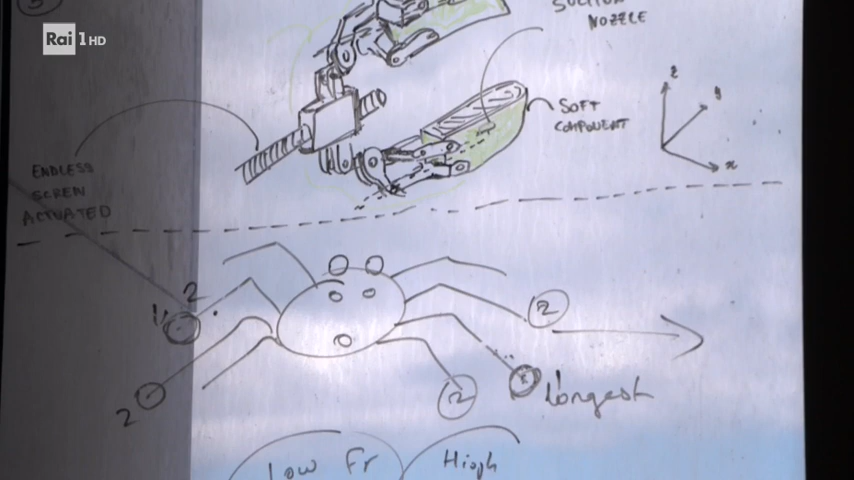 Rai 1 HD
SUCTION
NOZZLE
SOFT
COMPONENT
z
y
x
ENDLESS
SCREW
ACTUATED
2
1
2
2
2
Longest
Low Fr
High